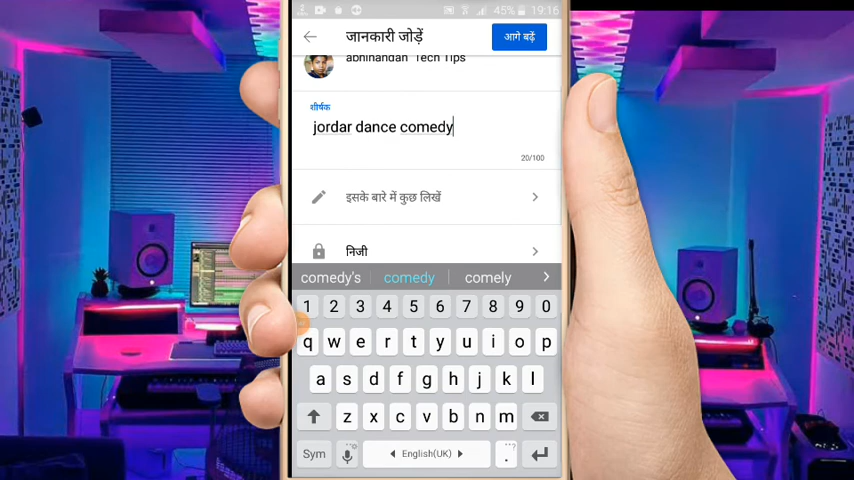 45% 19:16
जानकारी जोड़ें
आगे बढ़ें
abhinandan Tech Tips
शीर्षक
jordar dance comedy
20/100
इसके बारे में कुछ लिखें
निजी
comedy's comedy comely
1 2 3 4 5 6 7 8 9 0
q w e r t y u i o p
a s d f g h j k l
z x c v b n m
Sym English(UK) .